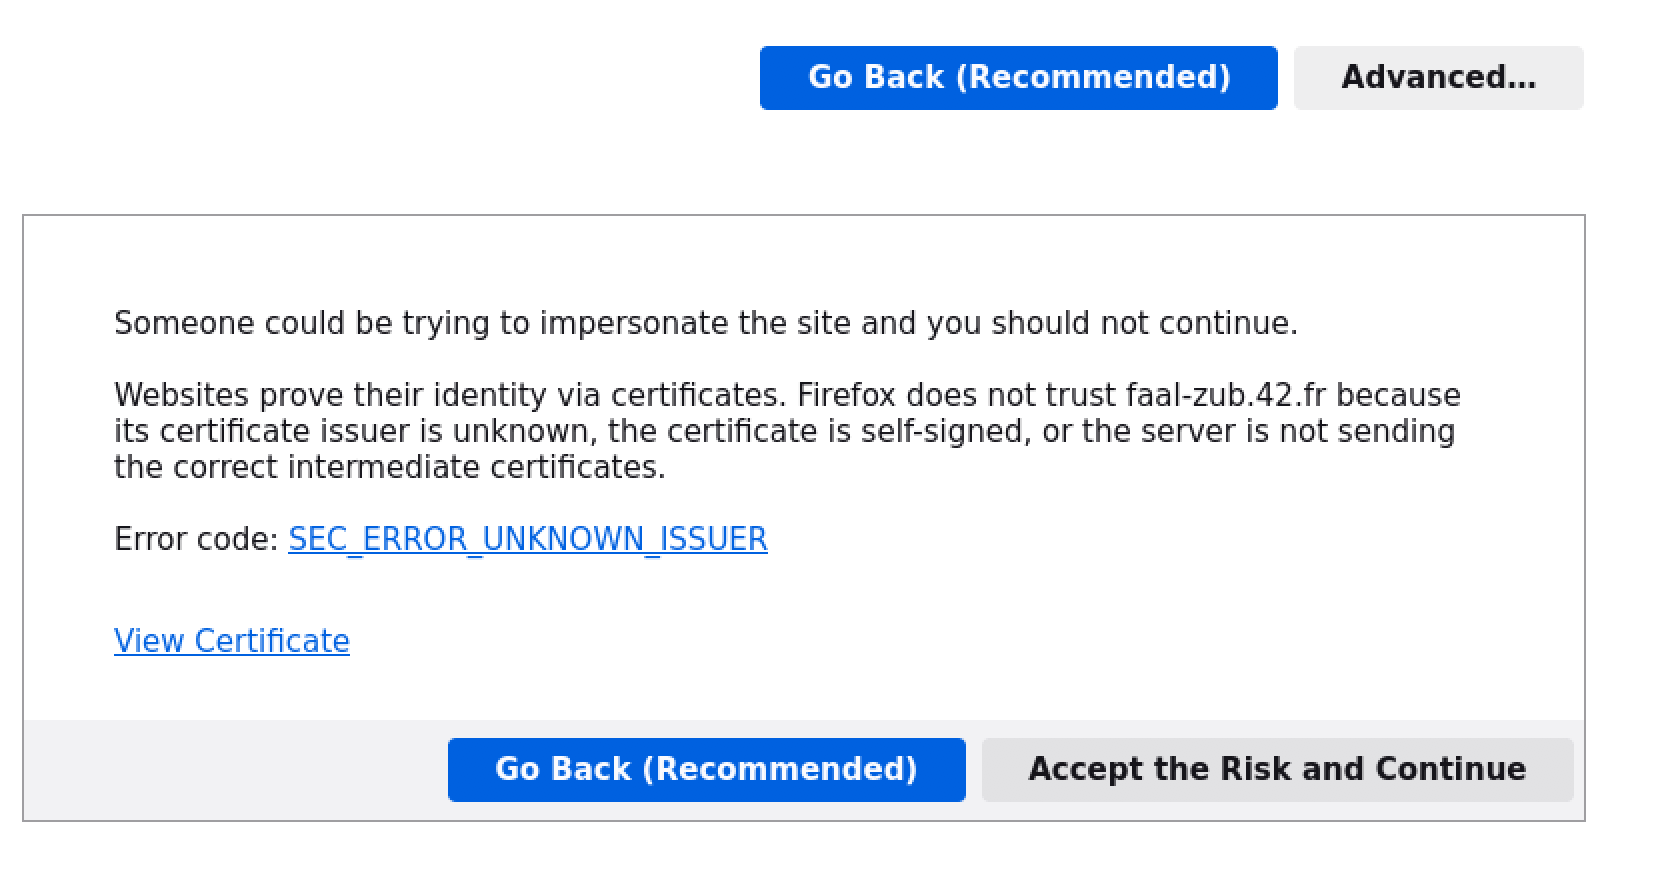 Go Back (Recommended)
Advanced…
Someone could be trying to impersonate the site and you should not continue.
Websites prove their identity via certificates. Firefox does not trust faal-zub.42.fr because
its certificate issuer is unknown, the certificate is self-signed, or the server is not sending
the correct intermediate certificates.
Error code: SEC_ERROR_UNKNOWN_ISSUER
View Certificate
Go Back (Recommended)
Accept the Risk and Continue